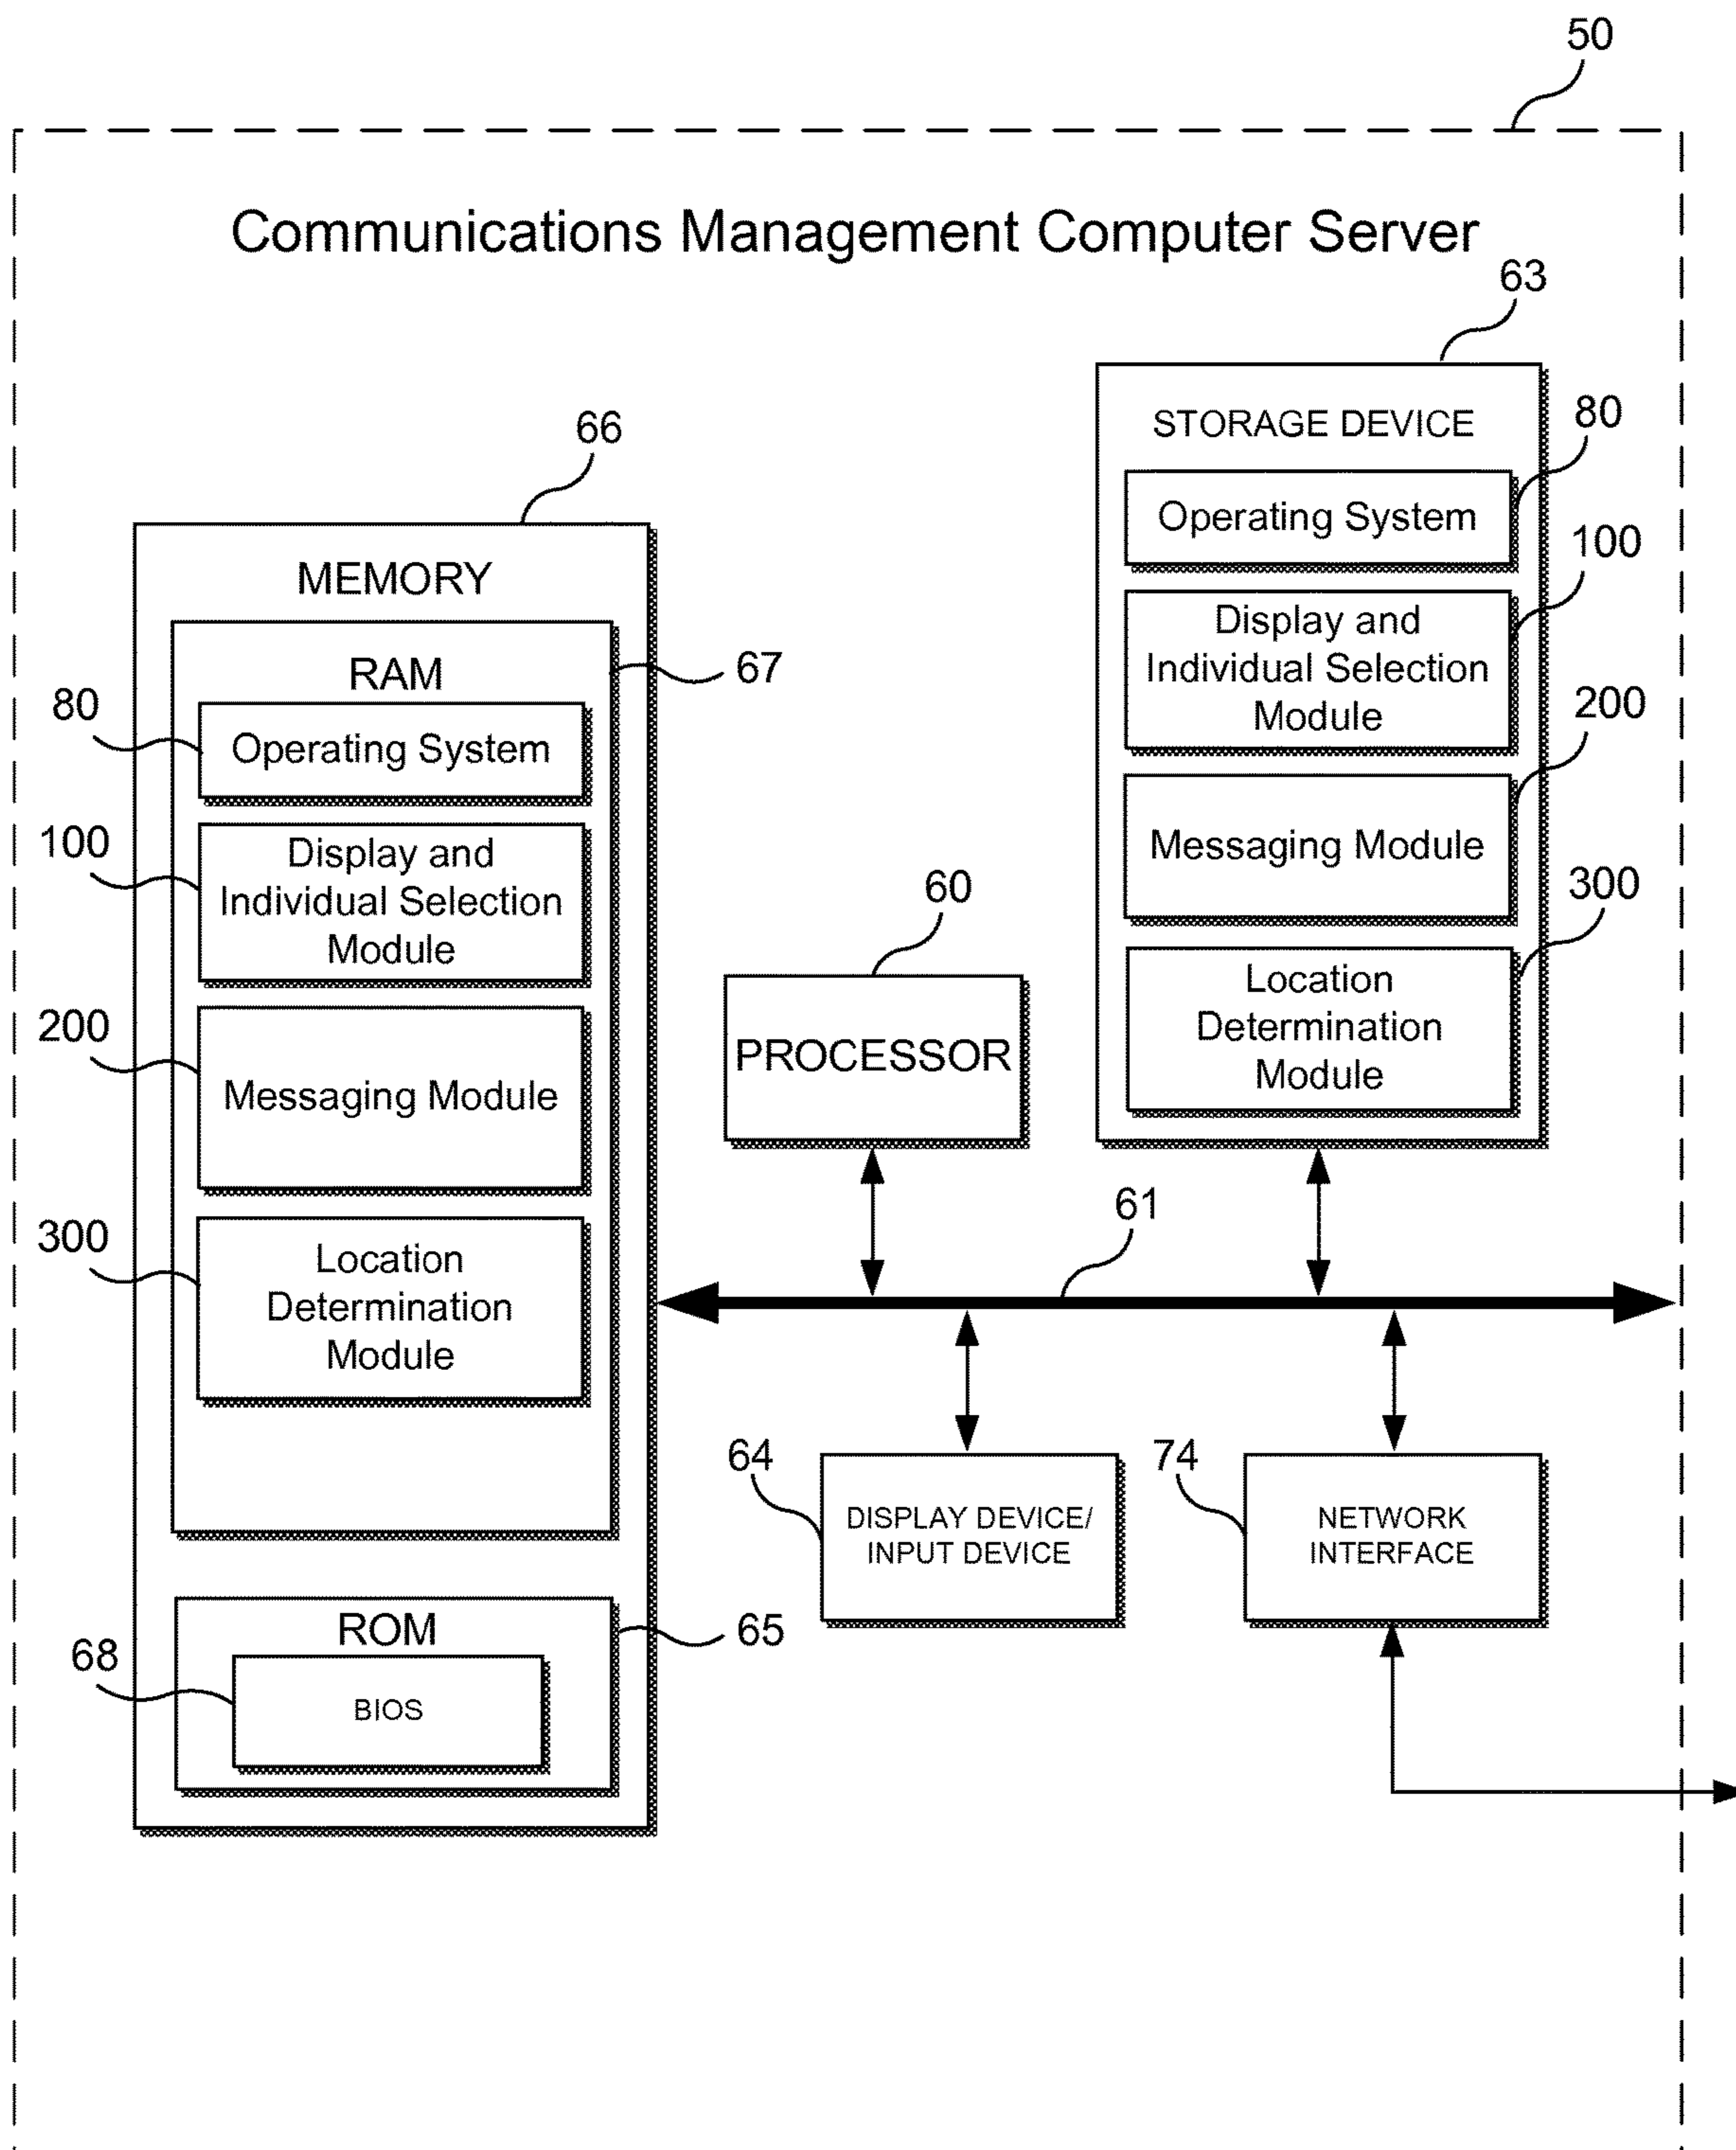 50
Communications Management Computer Server
63
STORAGE DEVICE
80
Operating System
100
Display and
Individual Selection
Module
200
Messaging Module
300
Location
Determination
Module
66
MEMORY
67
RAM
80
Operating System
100
Display and
Individual Selection
Module
200
Messaging Module
300
Location
Determination
Module
65
ROM
68
BIOS
60
PROCESSOR
61
64
DISPLAY DEVICE/
INPUT DEVICE
74
NETWORK
INTERFACE